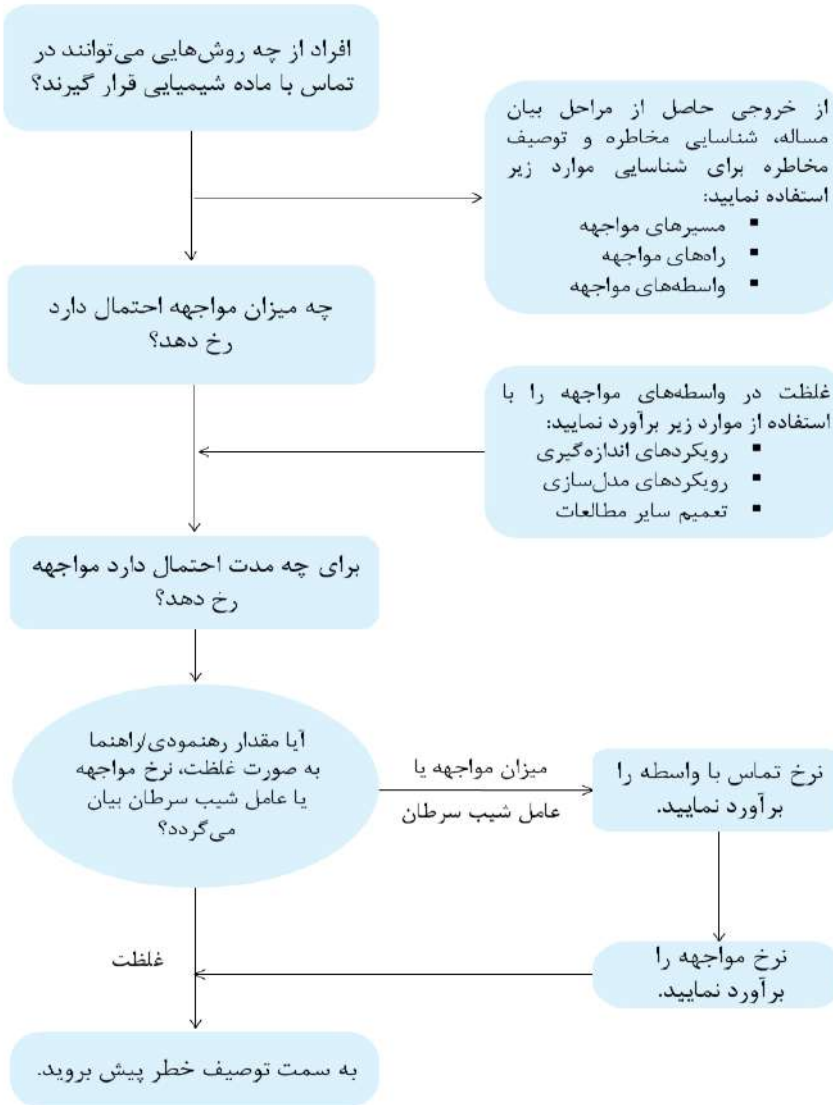 افراد از چه روش‌هایی می‌توانند در
تماس با ماده شیمیایی قرار گیرند؟
از خروجی حاصل از مراحل بیان
مساله، شناسایی مخاطره و توصیف
مخاطره برای شناسایی موارد زیر
استفاده نمایید:
▪ مسیرهای مواجهه
▪ راه‌های مواجهه
▪ واسطه‌های مواجهه
چه میزان مواجهه احتمال دارد
رخ دهد؟
غلظت در واسطه‌های مواجهه را با
استفاده از موارد زیر برآورد نمایید:
▪ رویکردهای اندازه‌گیری
▪ رویکردهای مدل‌سازی
▪ تعمیم سایر مطالعات
برای چه مدت احتمال دارد مواجهه
رخ دهد؟
آیا مقدار رهنمودی/راهنما
به صورت غلظت، نرخ مواجهه
یا عامل شیب سرطان بیان
می‌گردد؟
میزان مواجهه یا
عامل شیب سرطان
نرخ تماس با واسطه را
برآورد نمایید.
نرخ مواجهه را
برآورد نمایید.
غلظت
به سمت توصیف خطر پیش بروید.